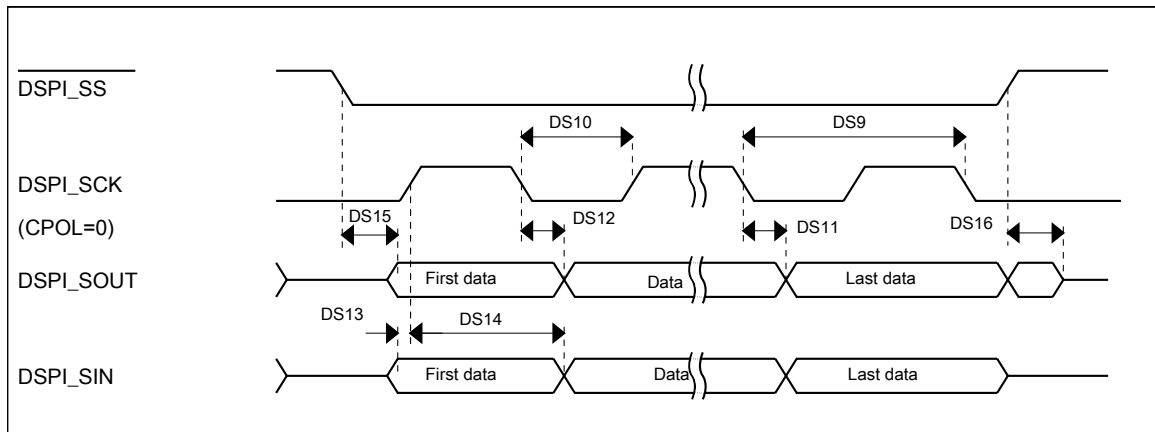 DSPI_SS
DS10
DS9
DSPI_SCK
(CPOL=0)
DS15
DS12
DS11
DS16
DSPI_SOUT
First data
Data
Last data
DS13
DS14
DSPI_SIN
First data
Data
Last data